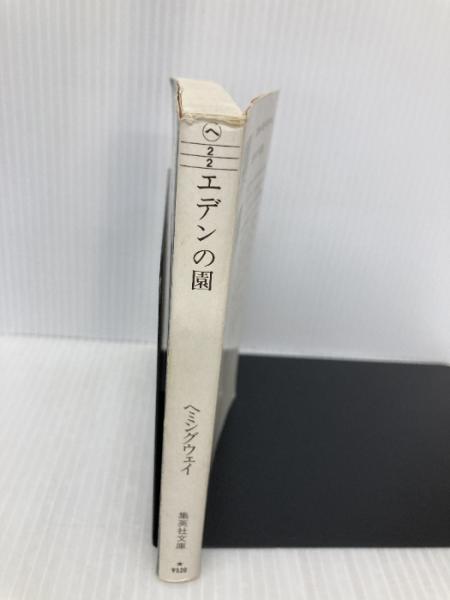 へ
2
2
エデンの園
ヘミングウェイ
集英社文庫
★
¥520